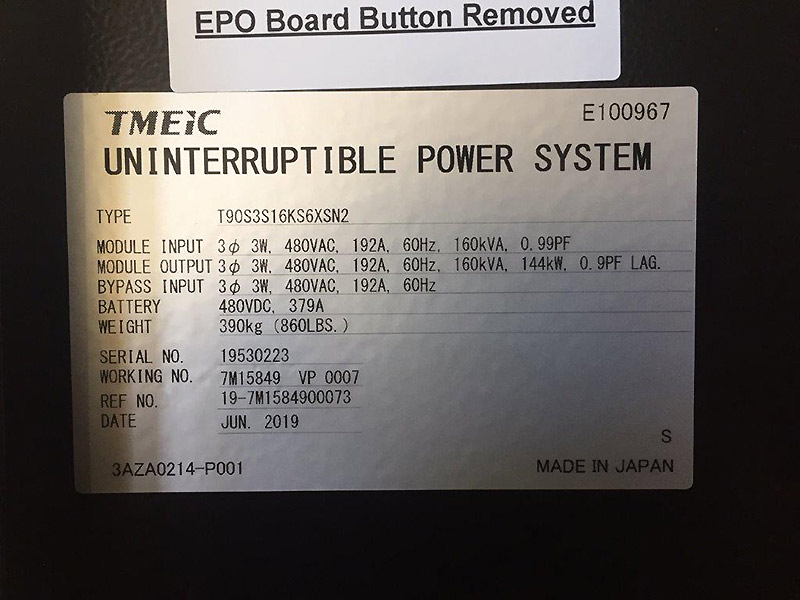 EPO Board Button Removed
TMEiC E100967
UNINTERRUPTIBLE POWER SYSTEM
TYPE T90S3S16KS6XSN2
MODULE INPUT 3φ 3W, 480VAC, 192A, 60Hz, 160kVA, 0.99PF
MODULE OUTPUT 3φ 3W, 480VAC, 192A, 60Hz, 160kVA, 144kW, 0.9PF LAG.
BYPASS INPUT 3φ 3W, 480VAC, 192A, 60Hz
BATTERY 480VDC, 379A
WEIGHT 390kg (860LBS.)
SERIAL NO. 19530223
WORKING NO. 7M15849 VP 0007
REF NO. 19-7M1584900073
DATE JUN. 2019
S
3AZA0214-P001 MADE IN JAPAN